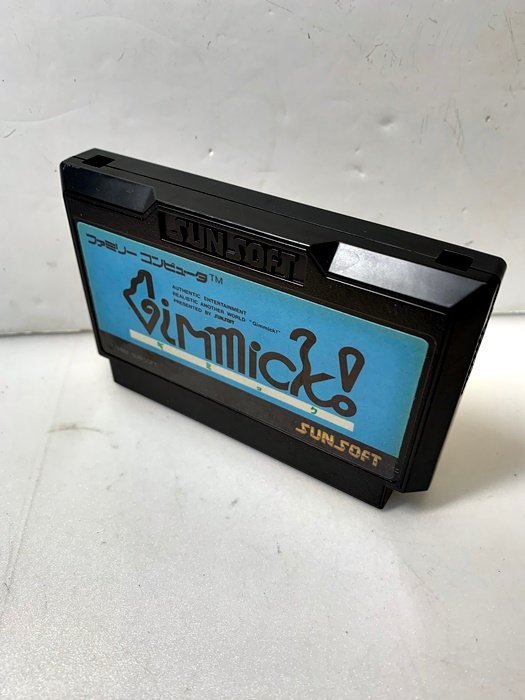 SUNSOFT
ファミリー コンピュータ™
AUTHENTIC ENTERTAINMENT
REALISTIC ANOTHER WORLD "Gimmick!"
PRESENTED BY SUNSOFT
Gimmick!
ギミック
SUNSOFT